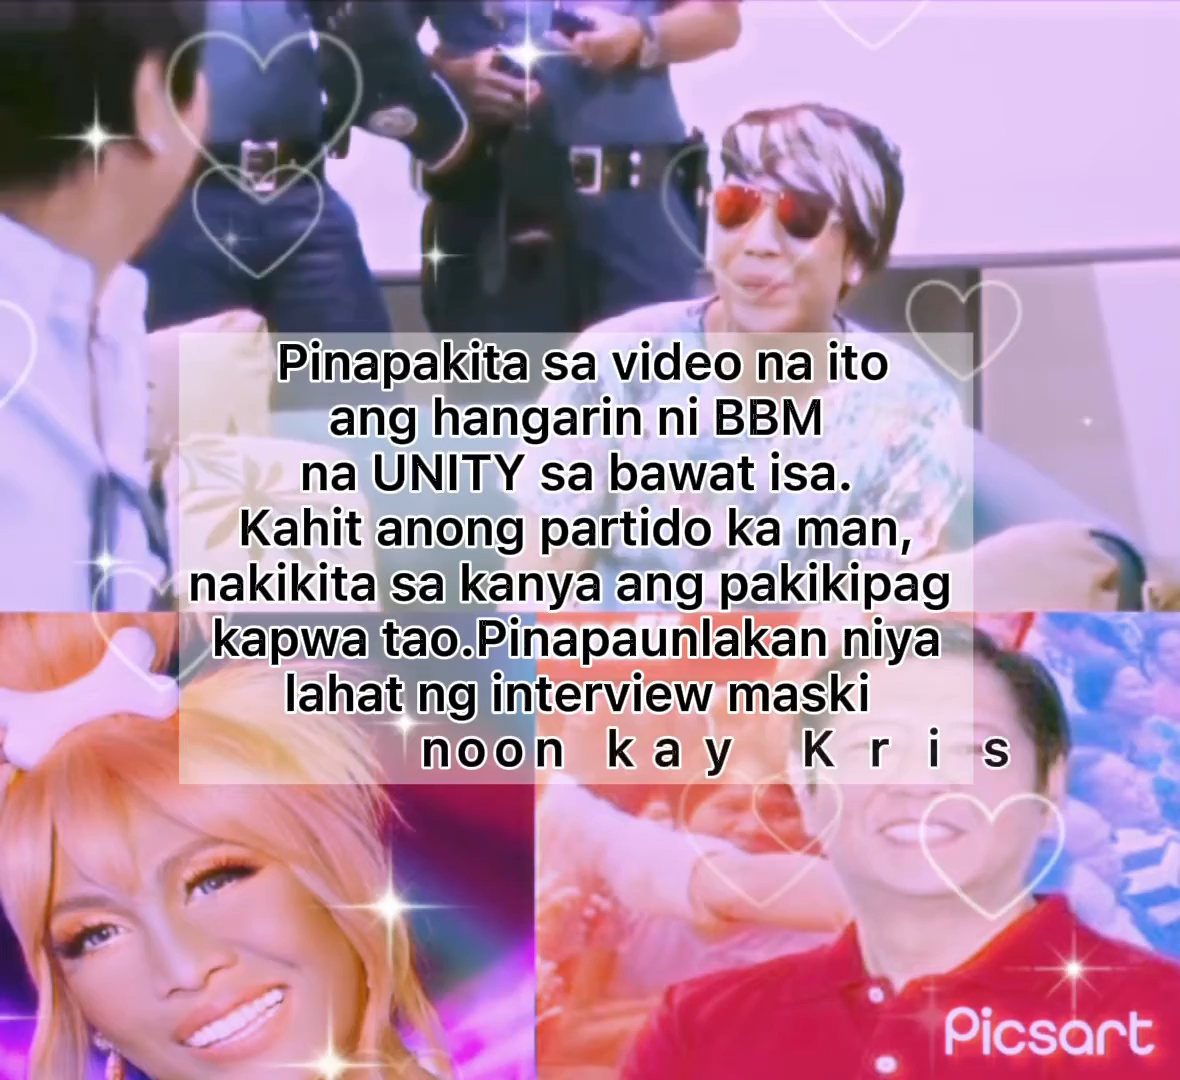 Pinapakita sa video na ito
ang hangarin ni BBM
na UNITY sa bawat isa.
Kahit anong partido ka man,
nakikita sa kanya ang pakikipag
kapwa tao.Pinapaunlakan niya
lahat ng interview maski
noon kay Kris
Picsart